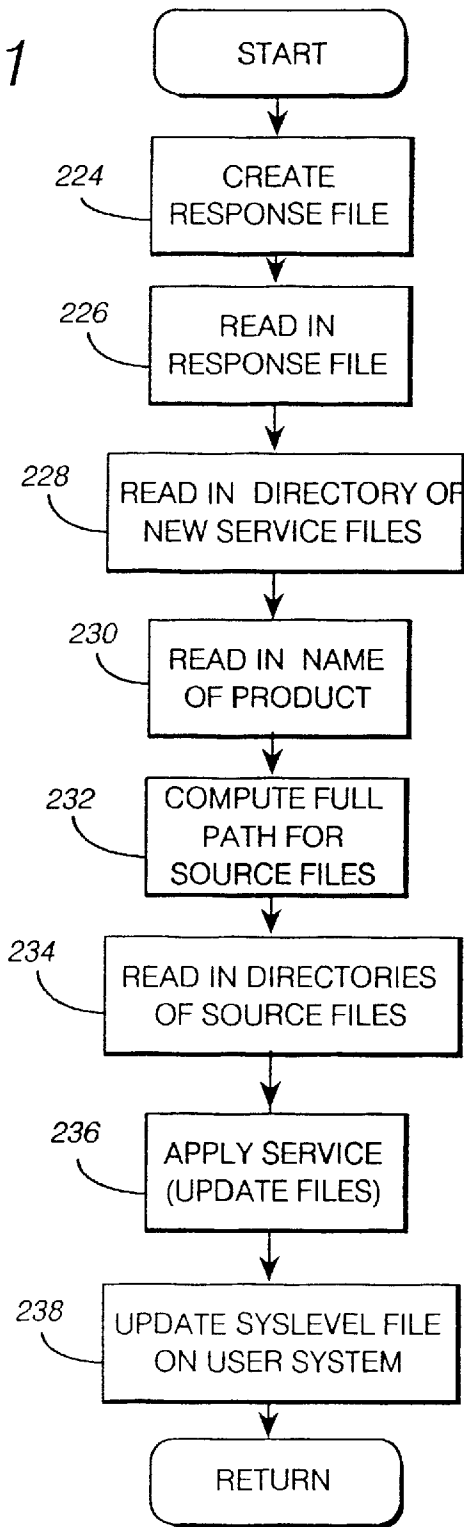 1
START
224
CREATE
RESPONSE FILE
226
READ IN
RESPONSE FILE
228
READ IN DIRECTORY OF
NEW SERVICE FILES
230
READ IN NAME
OF PRODUCT
232
COMPUTE FULL
PATH FOR
SOURCE FILES
234
READ IN DIRECTORIES
OF SOURCE FILES
236
APPLY SERVICE
(UPDATE FILES)
238
UPDATE SYSLEVEL FILE
ON USER SYSTEM
RETURN